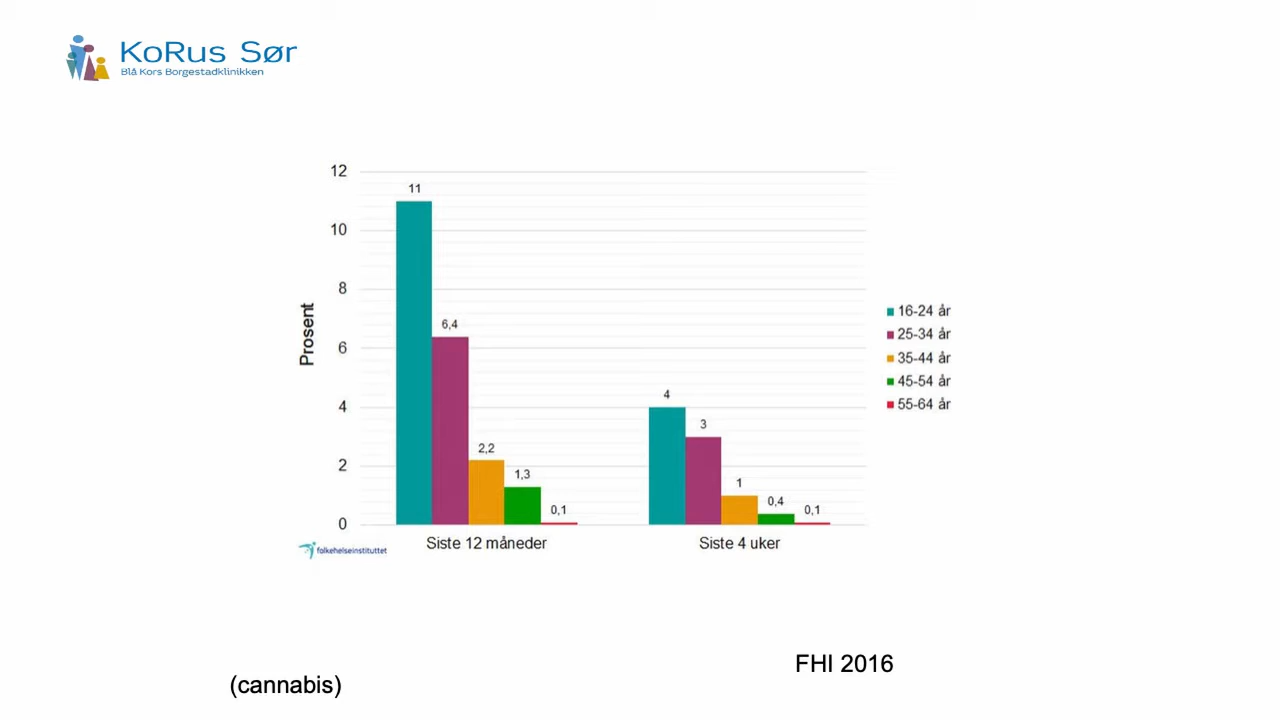 KoRus Sør
Blå Kors Borgestadklinikken
12
11
10
8
6,4
Prosent
6
4
4
3
2,2
2
1,3
1
0,4
0,1
0,1
0
16-24 år
25-34 år
35-44 år
45-54 år
55-64 år
Siste 12 måneder
Siste 4 uker
folkehelseinstituttet
FHI 2016
(cannabis)